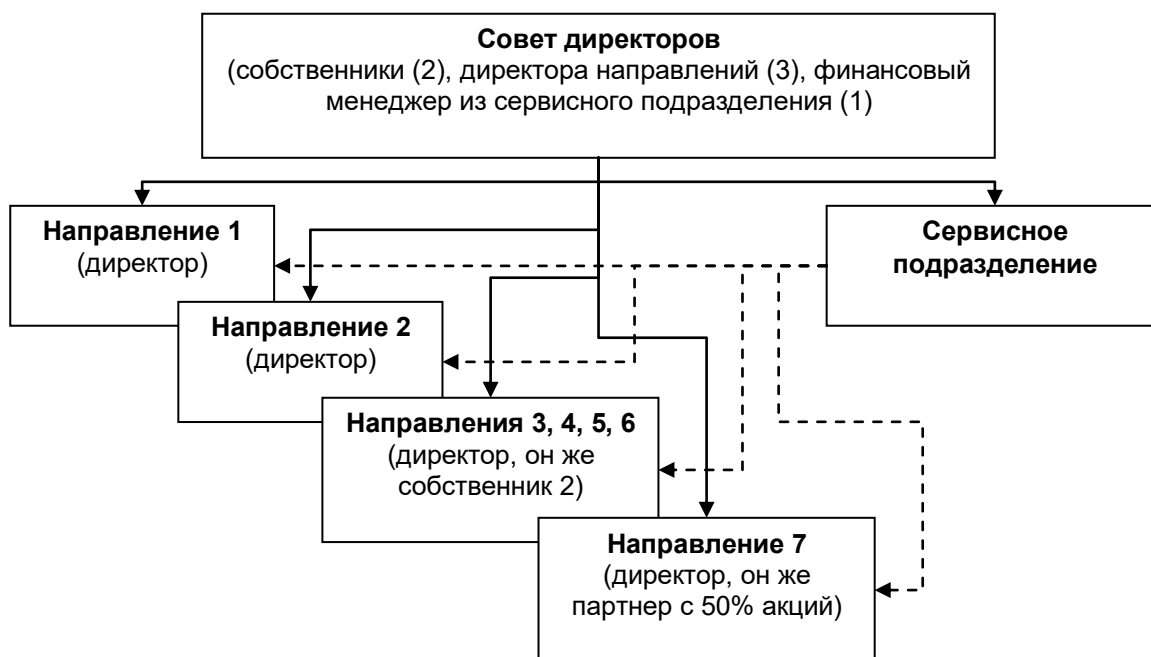 Совет директоров
(собственники (2), директора направлений (3), финансовый
менеджер из сервисного подразделения (1)
Направление 1
(директор)
Сервисное
подразделение
Направление 2
(директор)
Направления 3, 4, 5, 6
(директор, он же
собственник 2)
Направление 7
(директор, он же
партнер с 50% акций)